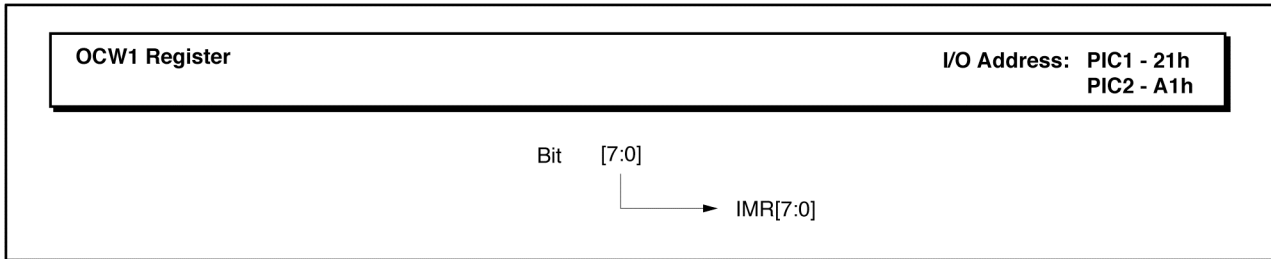 OCW1 Register I/O Address: PIC1 - 21h
PIC2 - A1h
Bit [7:0]
IMR[7:0]